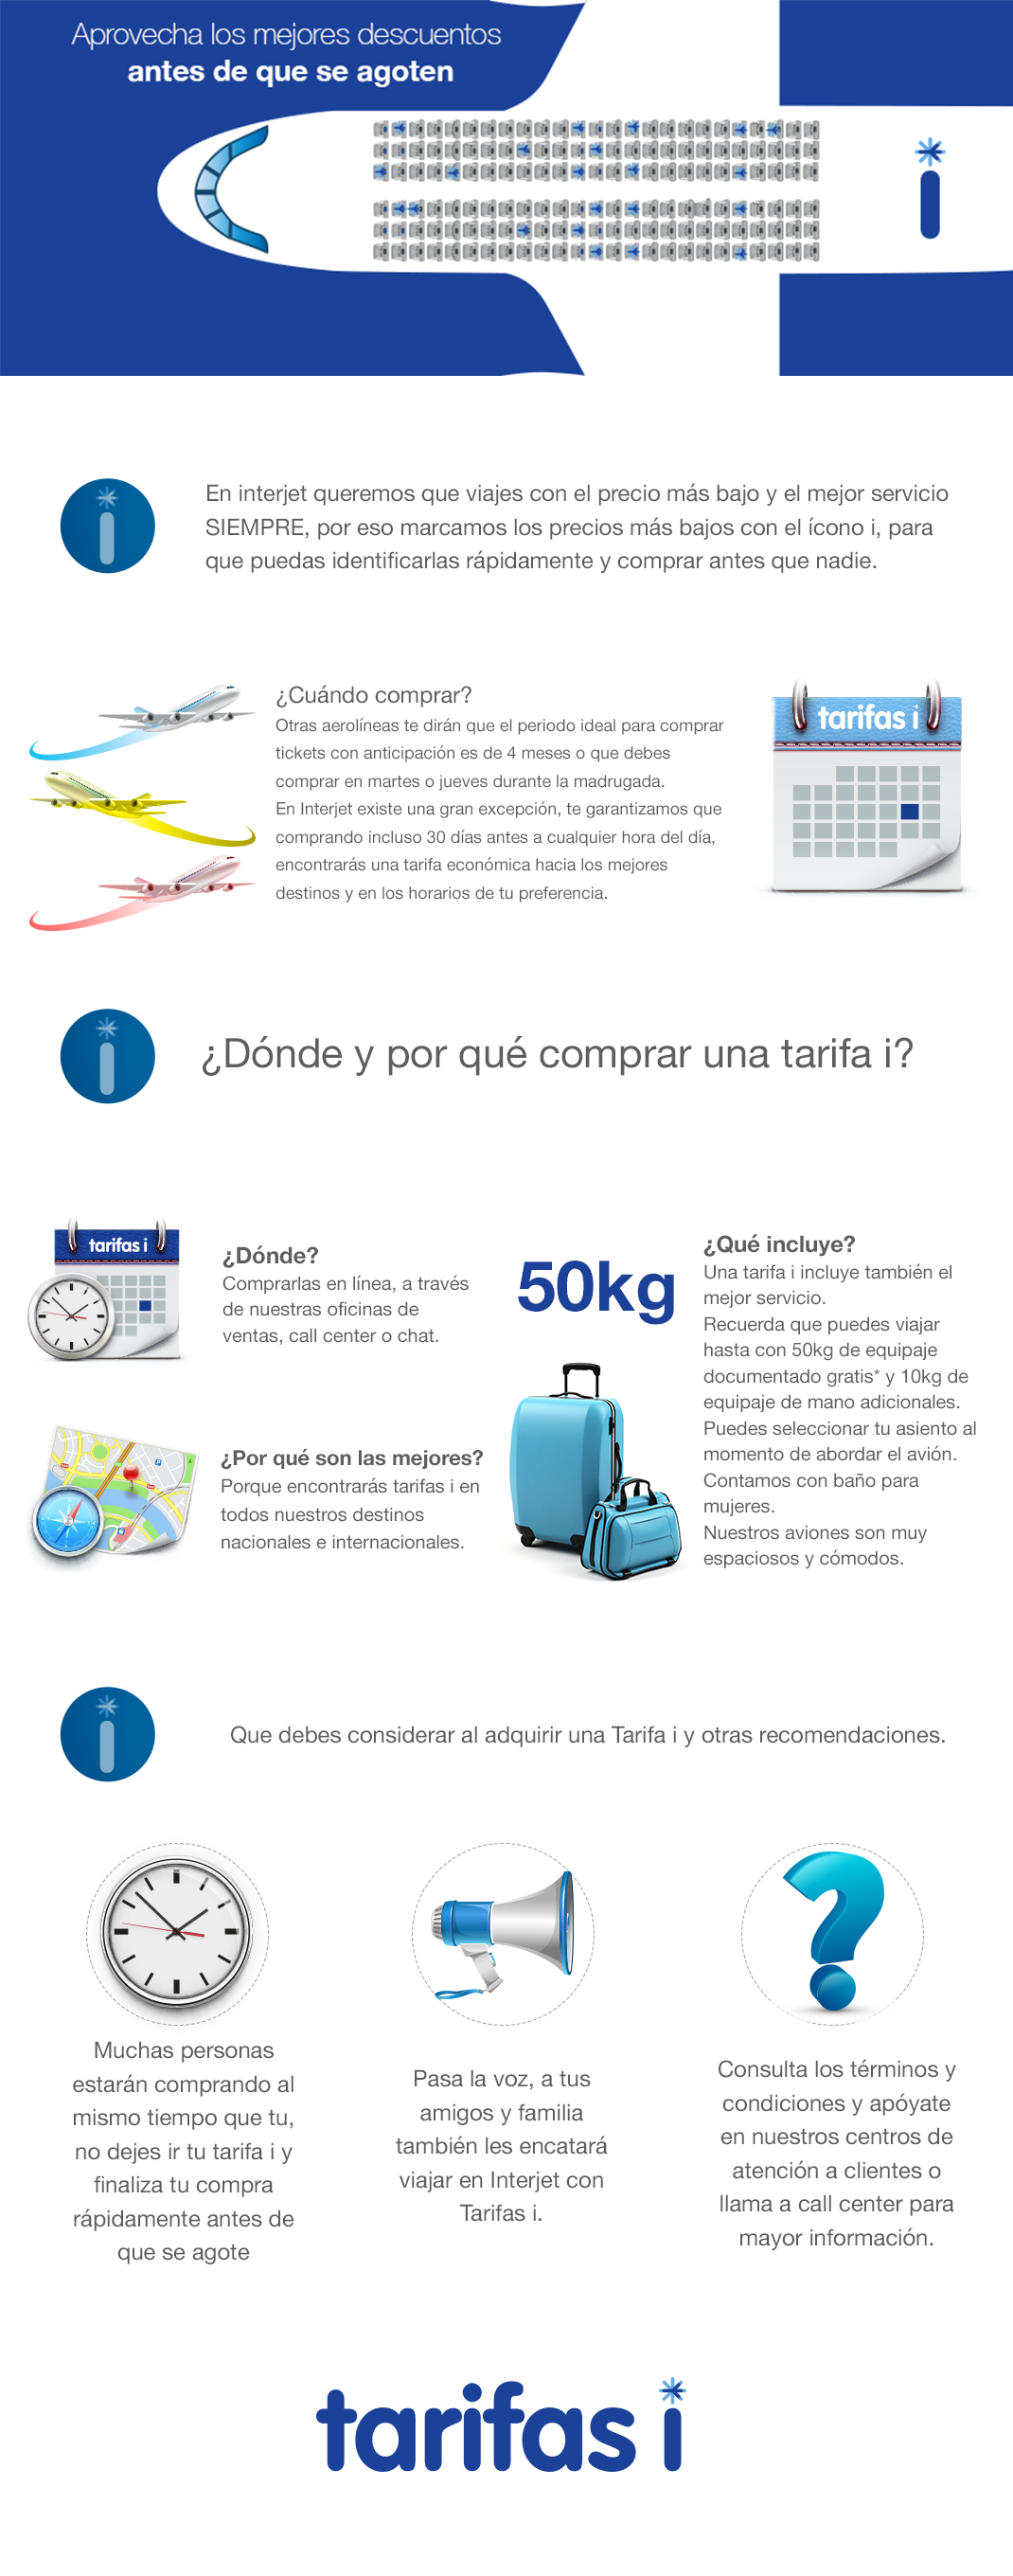 Aprovecha los mejores descuentos
antes de que se agoten
i
i
En interjet queremos que viajes con el precio más bajo y el mejor servicio
SIEMPRE, por eso marcamos los precios más bajos con el ícono i, para
que puedas identificarlas rápidamente y comprar antes que nadie.
¿Cuándo comprar?
Otras aerolíneas te dirán que el periodo ideal para comprar
tickets con anticipación es de 4 meses o que debes
comprar en martes o jueves durante la madrugada.
En Interjet existe una gran excepción, te garantizamos que
comprando incluso 30 días antes a cualquier hora del día,
encontrarás una tarifa económica hacia los mejores
destinos y en los horarios de tu preferencia.
tarifas i
i
¿Dónde y por qué comprar una tarifa i?
tarifas i
¿Dónde?
Comprarlas en línea, a través
de nuestras oficinas de
ventas, call center o chat.
¿Por qué son las mejores?
Porque encontrarás tarifas i en
todos nuestros destinos
nacionales e internacionales.
50kg
¿Qué incluye?
Una tarifa i incluye también el
mejor servicio.
Recuerda que puedes viajar
hasta con 50kg de equipaje
documentado gratis* y 10kg de
equipaje de mano adicionales.
Puedes seleccionar tu asiento al
momento de abordar el avión.
Contamos con baño para
mujeres.
Nuestros aviones son muy
espaciosos y cómodos.
i
Que debes considerar al adquirir una Tarifa i y otras recomendaciones.
Muchas personas
estarán comprando al
mismo tiempo que tu,
no dejes ir tu tarifa i y
finaliza tu compra
rápidamente antes de
que se agote
Pasa la voz, a tus
amigos y familia
también les encatará
viajar en Interjet con
Tarifas i.
Consulta los términos y
condiciones y apóyate
en nuestros centros de
atención a clientes o
llama a call center para
mayor información.
tarifas i